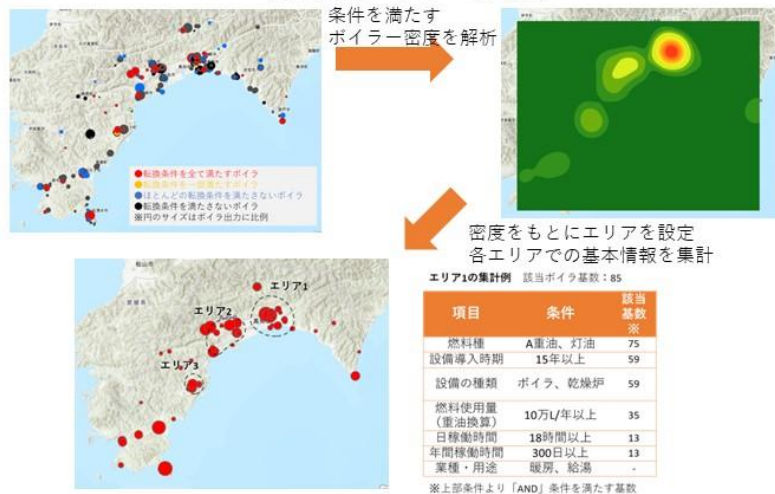 条件を満たす
ボイラー密度を解析
●転換条件を全て満たすボイラ
●転換条件を一部満たすボイラ
●ほとんどの転換条件を満たさないボイラ
●転換条件を満たさないボイラ
※円のサイズはボイラ出力に比例
密度をもとにエリアを設定
各エリアでの基本情報を集計
松山市
エリア1
エリア2
エリア3
エリア1の集計例 該当ボイラ基数：85
項目 条件 該当基数※
燃料種 A重油、灯油 75
設備導入時期 15年以上 59
設備の種類 ボイラ、乾燥炉 59
燃料使用量（重油換算） 10万L/年以上 35
日稼働時間 18時間以上 13
年間稼働時間 300日以上 13
業種・用途 暖房、給湯 -
※上部条件より「AND」条件を満たす基数